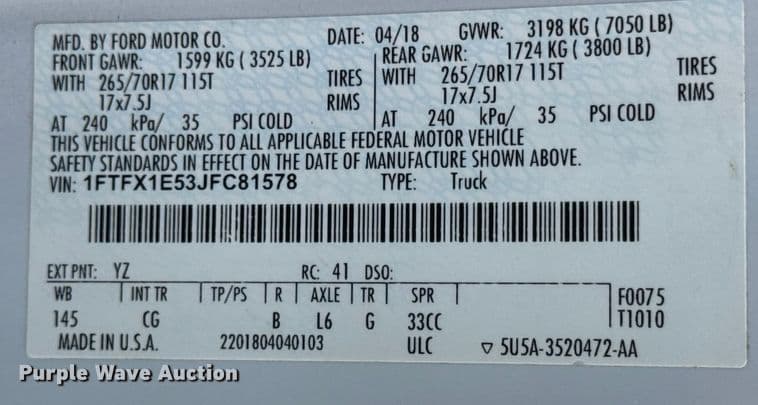 MFD. BY FORD MOTOR CO. DATE: 04/18 GVWR: 3198 KG ( 7050 LB)
FRONT GAWR: 1599 KG ( 3525 LB) REAR GAWR: 1724 KG ( 3800 LB)
WITH 265/70R17 115T TIRES WITH 265/70R17 115T TIRES
17x7.5J RIMS 17x7.5J RIMS
AT 240 kPa/ 35 PSI COLD AT 240 kPa/ 35 PSI COLD
THIS VEHICLE CONFORMS TO ALL APPLICABLE FEDERAL MOTOR VEHICLE
SAFETY STANDARDS IN EFFECT ON THE DATE OF MANUFACTURE SHOWN ABOVE.
VIN: 1FTFX1E53JFC81578 TYPE: Truck
EXT PNT: YZ RC: 41 DSO:
WB INT TR TP/PS R AXLE TR SPR F0075
145 CG B L6 G 33CC T1010
MADE IN U.S.A. 2201804040103 ULC ▽ 5U5A-3520472-AA
Purple Wave Auction